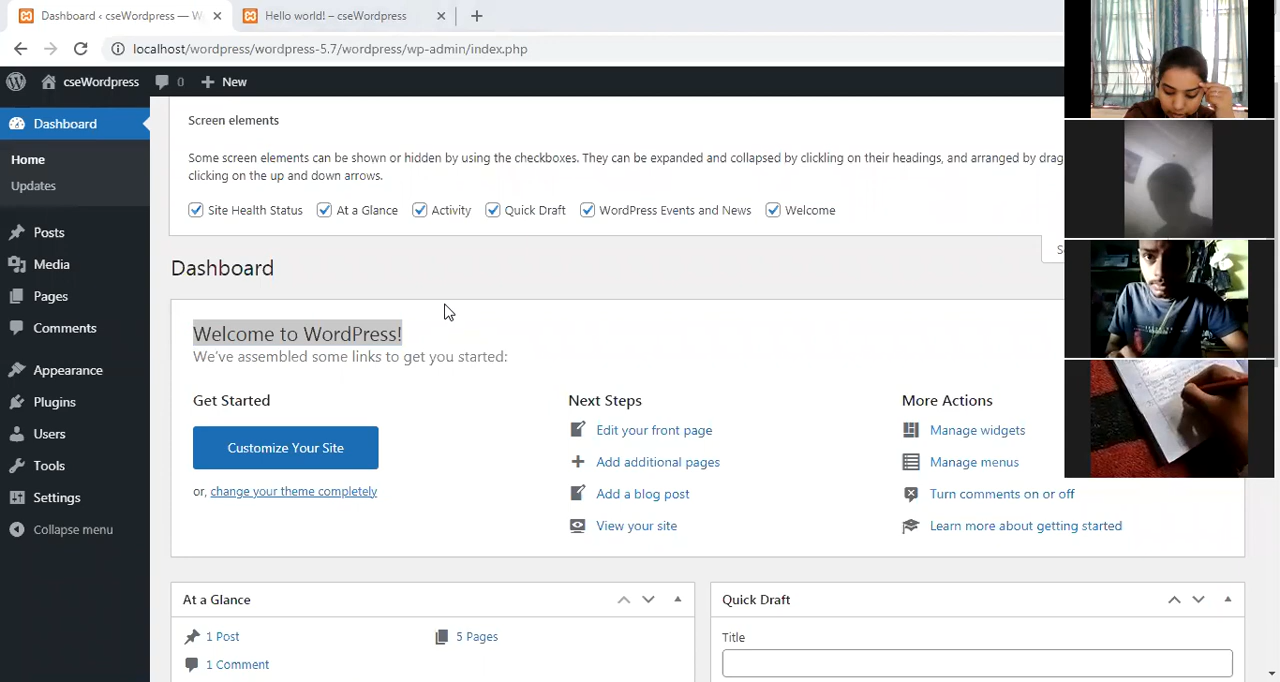 Dashboard ‹ cseWordpress — W
Hello world! – cseWordpress
localhost/wordpress/wordpress-5.7/wordpress/wp-admin/index.php
cseWordpress 0 New
Dashboard
Home
Updates
Posts
Media
Pages
Comments
Appearance
Plugins
Users
Tools
Settings
Collapse menu
Screen elements
Some screen elements can be shown or hidden by using the checkboxes. They can be expanded and collapsed by clickling on their headings, and arranged by drag
clicking on the up and down arrows.
Site Health Status At a Glance Activity Quick Draft WordPress Events and News Welcome
Dashboard
Welcome to WordPress!
We've assembled some links to get you started:
Get Started
Customize Your Site
or, change your theme completely
Next Steps
Edit your front page
Add additional pages
Add a blog post
View your site
More Actions
Manage widgets
Manage menus
Turn comments on or off
Learn more about getting started
At a Glance
1 Post
5 Pages
1 Comment
Quick Draft
Title